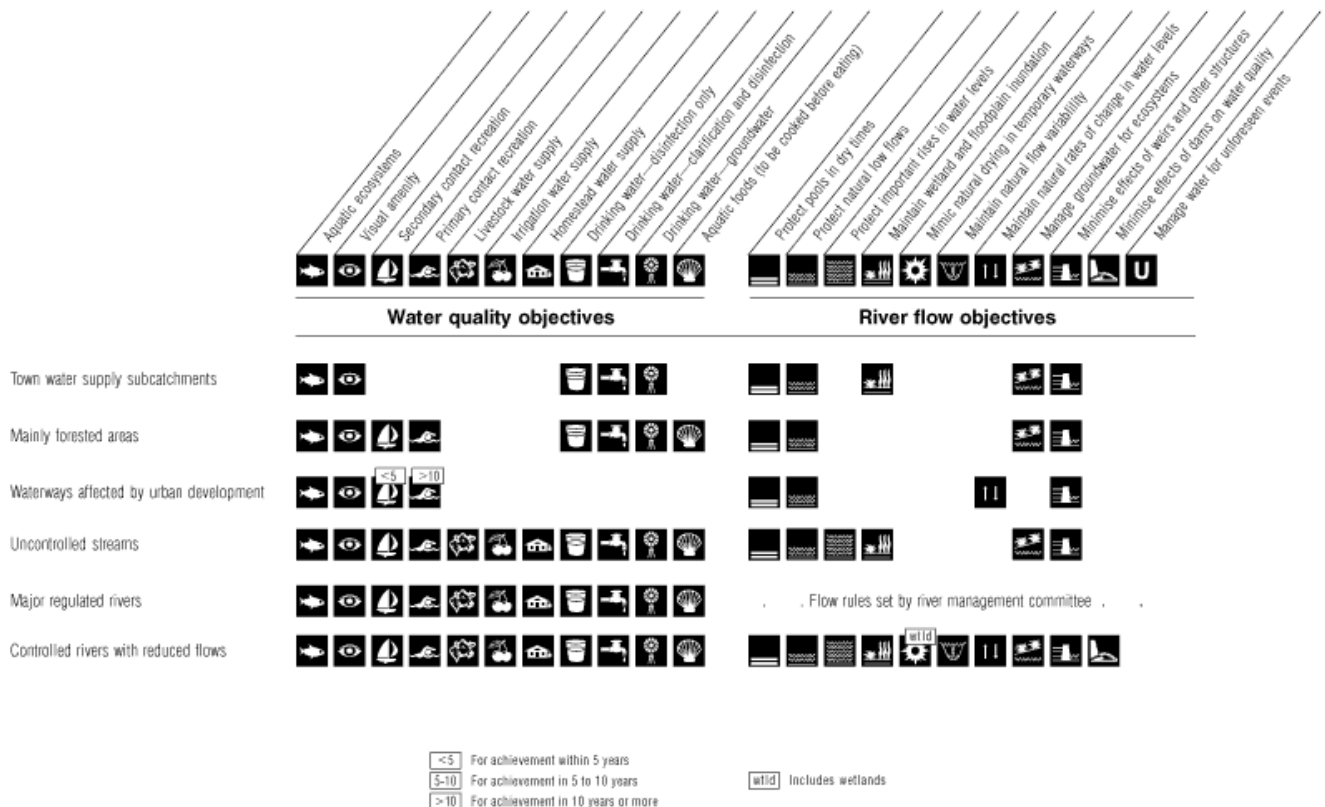 Aquatic ecosystems
Visual amenity
Secondary contact recreation
Primary contact recreation
Livestock water supply
Irrigation water supply
Homestead water supply
Drinking water—disinfection only
Drinking water—clarification and disinfection
Drinking water—groundwater
Aquatic foods (to be cooked before eating)
Protect pools in dry times
Protect natural low flows
Protect important rises in water levels
Maintain wetland and floodplain inundation
Mimic natural drying in temporary waterways
Maintain natural flow variability
Maintain natural rates of change in water levels
Manage groundwater for ecosystems
Minimise effects of weirs and other structures
Minimise effects of dams on water quality
Manage water for unforeseen events
U
Water quality objectives
River flow objectives
Town water supply subcatchments
Mainly forested areas
<5 >10
Waterways affected by urban development
Uncontrolled streams
Major regulated rivers
. . Flow rules set by river management committee . .
wtld
Controlled rivers with reduced flows
<5 For achievement within 5 years
5-10 For achievement in 5 to 10 years
>10 For achievement in 10 years or more
wtld Includes wetlands